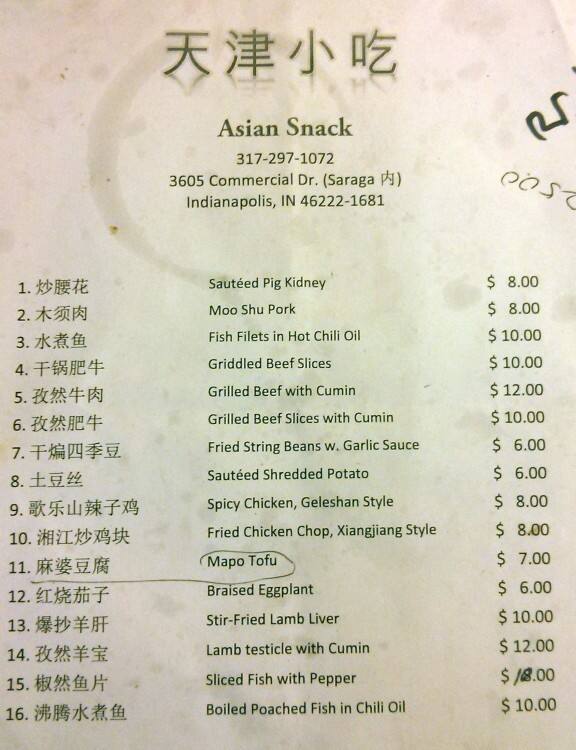 天津小吃
Asian Snack
317-297-1072
3605 Commercial Dr. (Saraga 内)
Indianapolis, IN 46222-1681
1. 炒腰花 Sautéed Pig Kidney $ 8.00
2. 木须肉 Moo Shu Pork $ 8.00
3. 水煮鱼 Fish Filets in Hot Chili Oil $ 10.00
4. 干锅肥牛 Griddled Beef Slices $ 10.00
5. 孜然牛肉 Grilled Beef with Cumin $ 12.00
6. 孜然肥牛 Grilled Beef Slices with Cumin $ 10.00
7. 干煸四季豆 Fried String Beans w. Garlic Sauce $ 6.00
8. 土豆丝 Sautéed Shredded Potato $ 6.00
9. 歌乐山辣子鸡 Spicy Chicken, Geleshan Style $ 8.00
10. 湘江炒鸡块 Fried Chicken Chop, Xiangjiang Style $ 8.00
11. 麻婆豆腐 Mapo Tofu $ 7.00
12. 红烧茄子 Braised Eggplant $ 6.00
13. 爆抄羊肝 Stir-Fried Lamb Liver $ 10.00
14. 孜然羊宝 Lamb testicle with Cumin $ 12.00
15. 椒然鱼片 Sliced Fish with Pepper $ .00
16. 沸腾水煮鱼 Boiled Poached Fish in Chili Oil $ 10.00